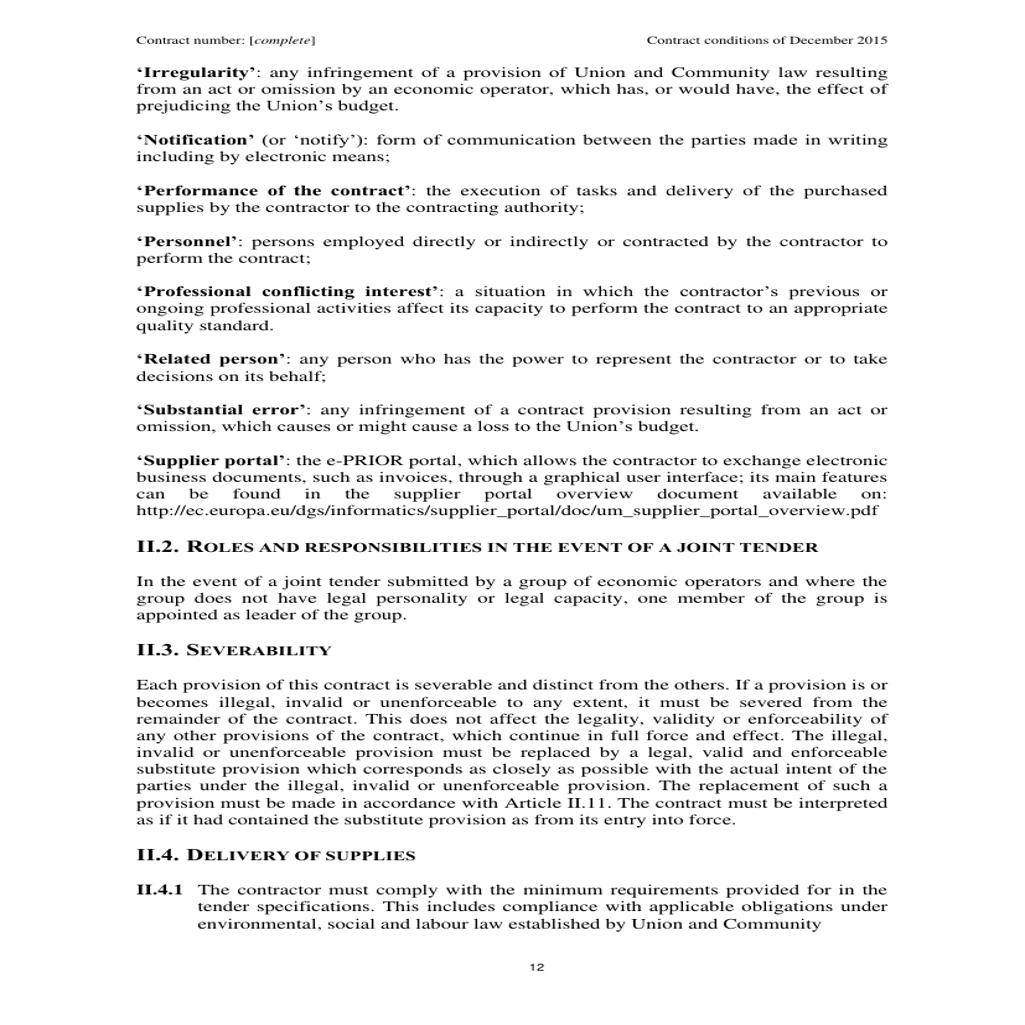 Contract number: [complete] Contract conditions of December 2015
‘Irregularity’: any infringement of a provision of Union and Community law resulting
from an act or omission by an economic operator, which has, or would have, the effect of
prejudicing the Union’s budget.
‘Notification’ (or ‘notify’): form of communication between the parties made in writing
including by electronic means;
‘Performance of the contract’: the execution of tasks and delivery of the purchased
supplies by the contractor to the contracting authority;
‘Personnel’: persons employed directly or indirectly or contracted by the contractor to
perform the contract;
‘Professional conflicting interest’: a situation in which the contractor’s previous or
ongoing professional activities affect its capacity to perform the contract to an appropriate
quality standard.
‘Related person’: any person who has the power to represent the contractor or to take
decisions on its behalf;
‘Substantial error’: any infringement of a contract provision resulting from an act or
omission, which causes or might cause a loss to the Union’s budget.
‘Supplier portal’: the e-PRIOR portal, which allows the contractor to exchange electronic
business documents, such as invoices, through a graphical user interface; its main features
can be found in the supplier portal overview document available on:
http://ec.europa.eu/dgs/informatics/supplier_portal/doc/um_supplier_portal_overview.pdf
II.2. ROLES AND RESPONSIBILITIES IN THE EVENT OF A JOINT TENDER
In the event of a joint tender submitted by a group of economic operators and where the
group does not have legal personality or legal capacity, one member of the group is
appointed as leader of the group.
II.3. SEVERABILITY
Each provision of this contract is severable and distinct from the others. If a provision is or
becomes illegal, invalid or unenforceable to any extent, it must be severed from the
remainder of the contract. This does not affect the legality, validity or enforceability of
any other provisions of the contract, which continue in full force and effect. The illegal,
invalid or unenforceable provision must be replaced by a legal, valid and enforceable
substitute provision which corresponds as closely as possible with the actual intent of the
parties under the illegal, invalid or unenforceable provision. The replacement of such a
provision must be made in accordance with Article II.11. The contract must be interpreted
as if it had contained the substitute provision as from its entry into force.
II.4. DELIVERY OF SUPPLIES
II.4.1 The contractor must comply with the minimum requirements provided for in the
tender specifications. This includes compliance with applicable obligations under
environmental, social and labour law established by Union and Community
12